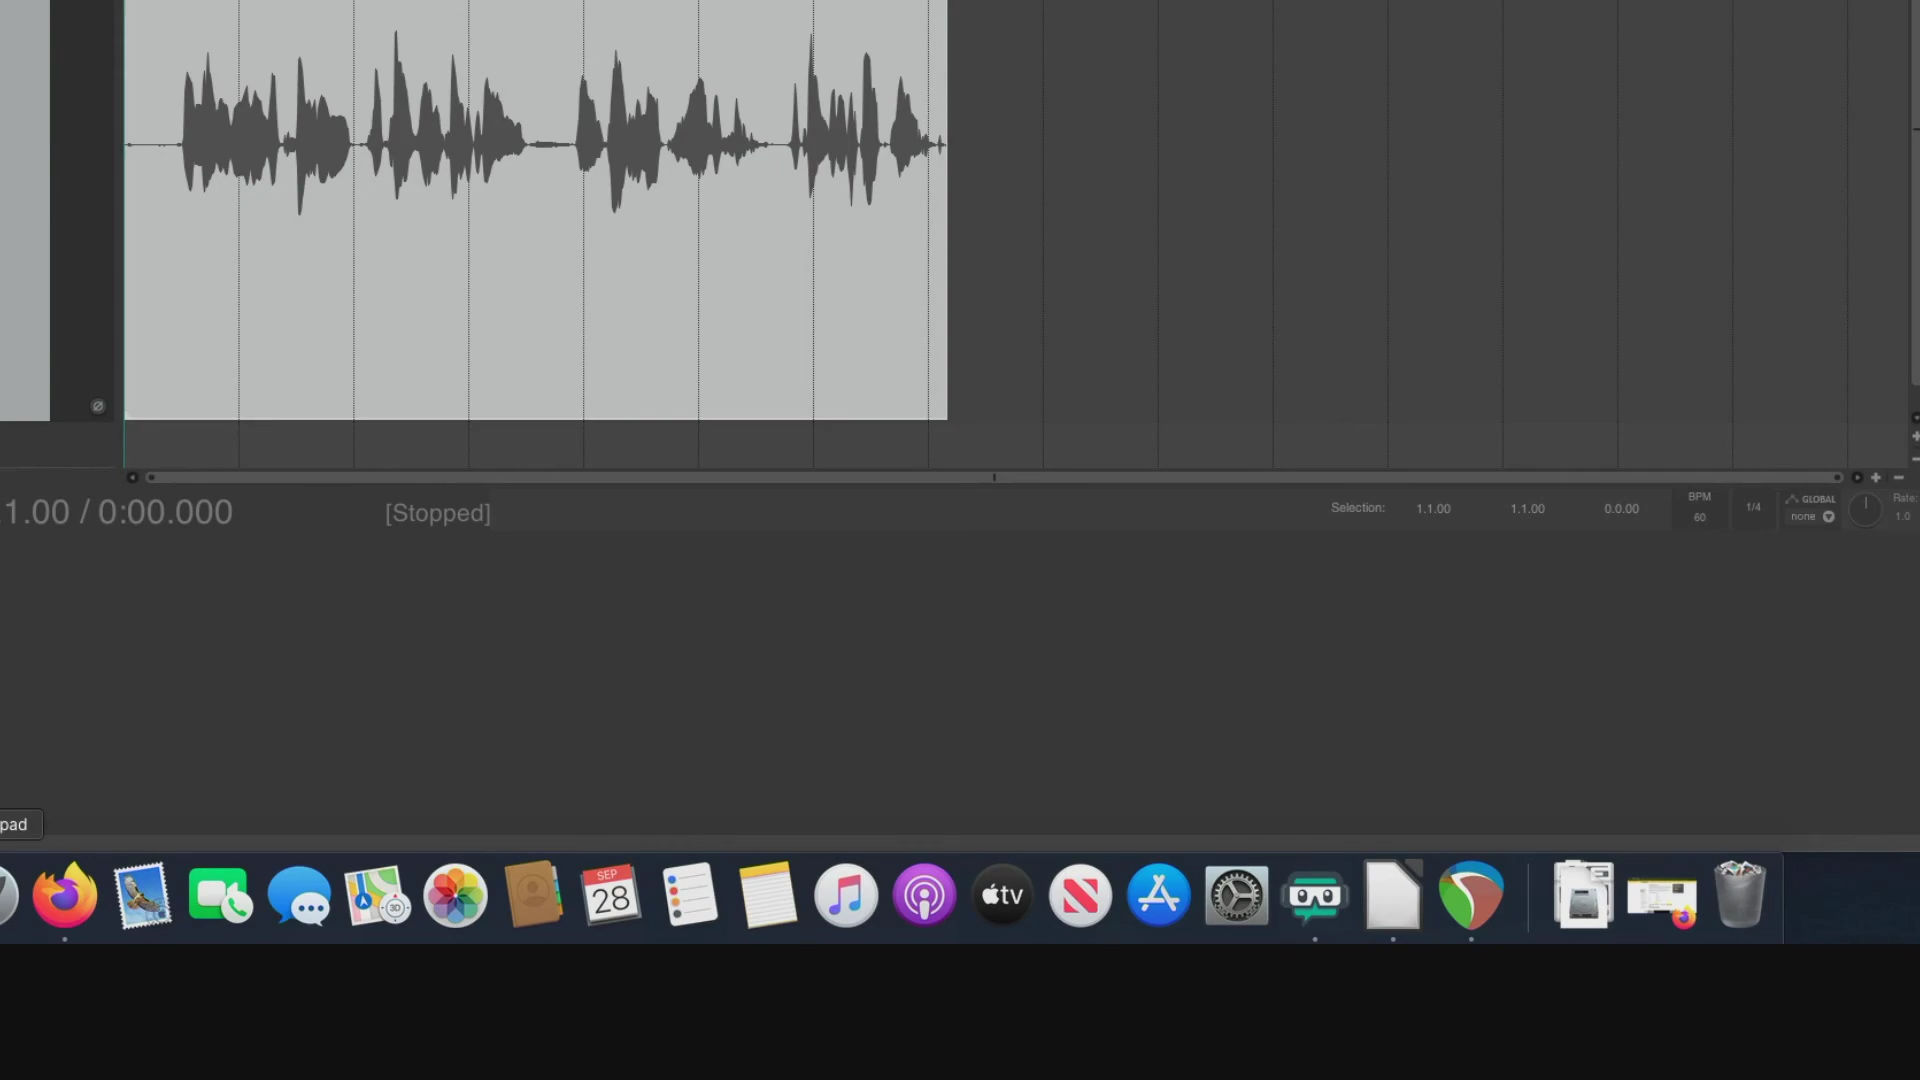 1.00 / 0:00.000
[Stopped]
Selection:
1.1.00
1.1.00
0.0.00
BPM
60
1/4
GLOBAL
none
Rate:
1.0
pad
SEP
28
3D
tv